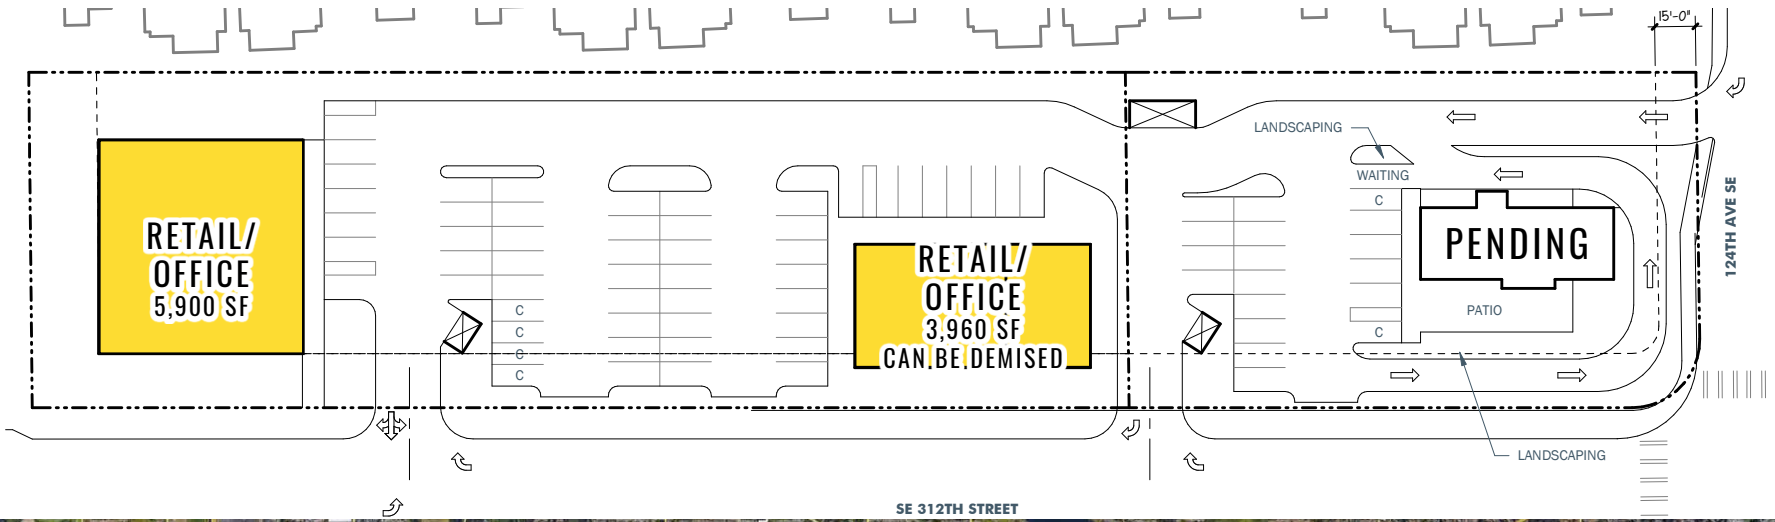 15'-0"
LANDSCAPING
WAITING
C
RETAIL/
OFFICE
5,900 SF
RETAIL/
OFFICE
3,960 SF
CAN BE DEMISED
PENDING
124TH AVE SE
PATIO
C
C
C
C
C
LANDSCAPING
SE 312TH STREET